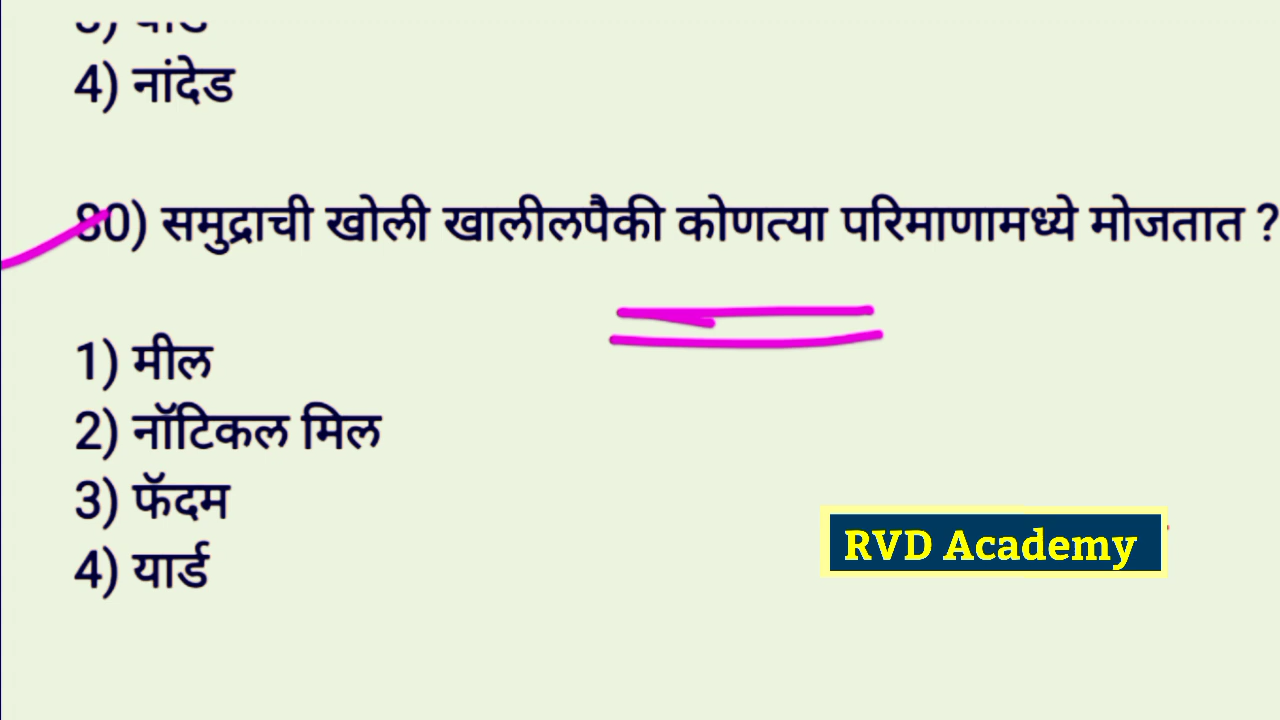 4) नांदेड
80) समुद्राची खोली खालीलपैकी कोणत्या परिमाणामध्ये मोजतात ?
1) मील
2) नॉटिकल मिल
3) फॅदम
4) यार्ड
RVD Academy